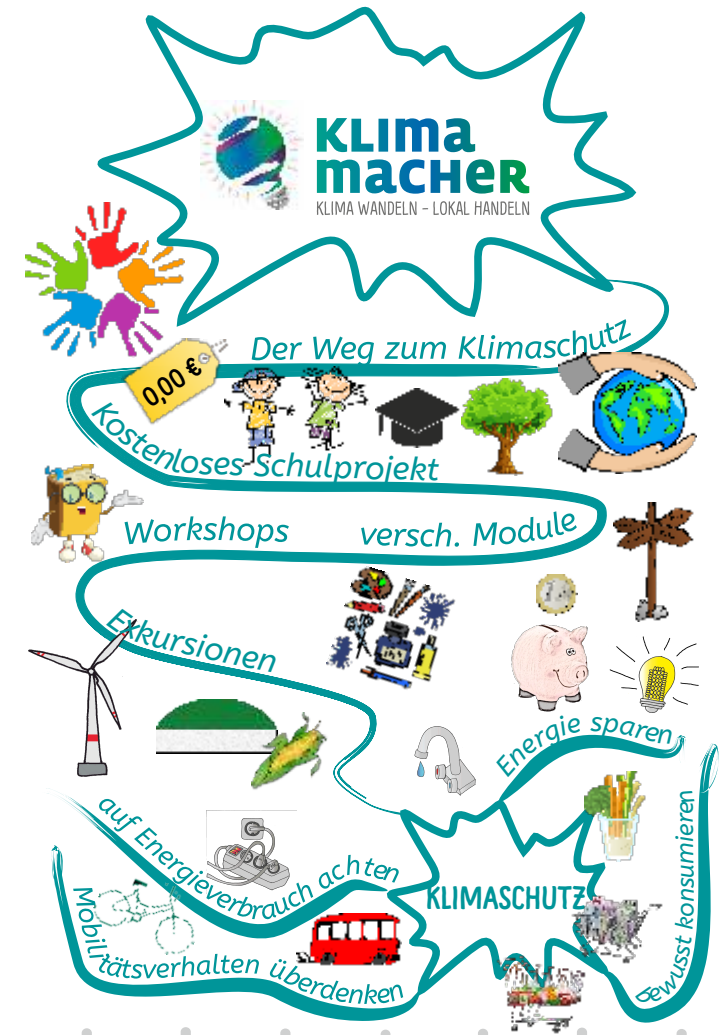 KLIMA
MACHER
KLIMA WANDELN – LOKAL HANDELN
Der Weg zum Klimaschutz
0,00 €
Kostenloses Schulprojekt
Workshops versch. Module
Exkursionen
Energie sparen
auf Energieverbrauch achten
KLIMASCHUTZ
bewusst konsumieren
Mobilitätsverhalten überdenken